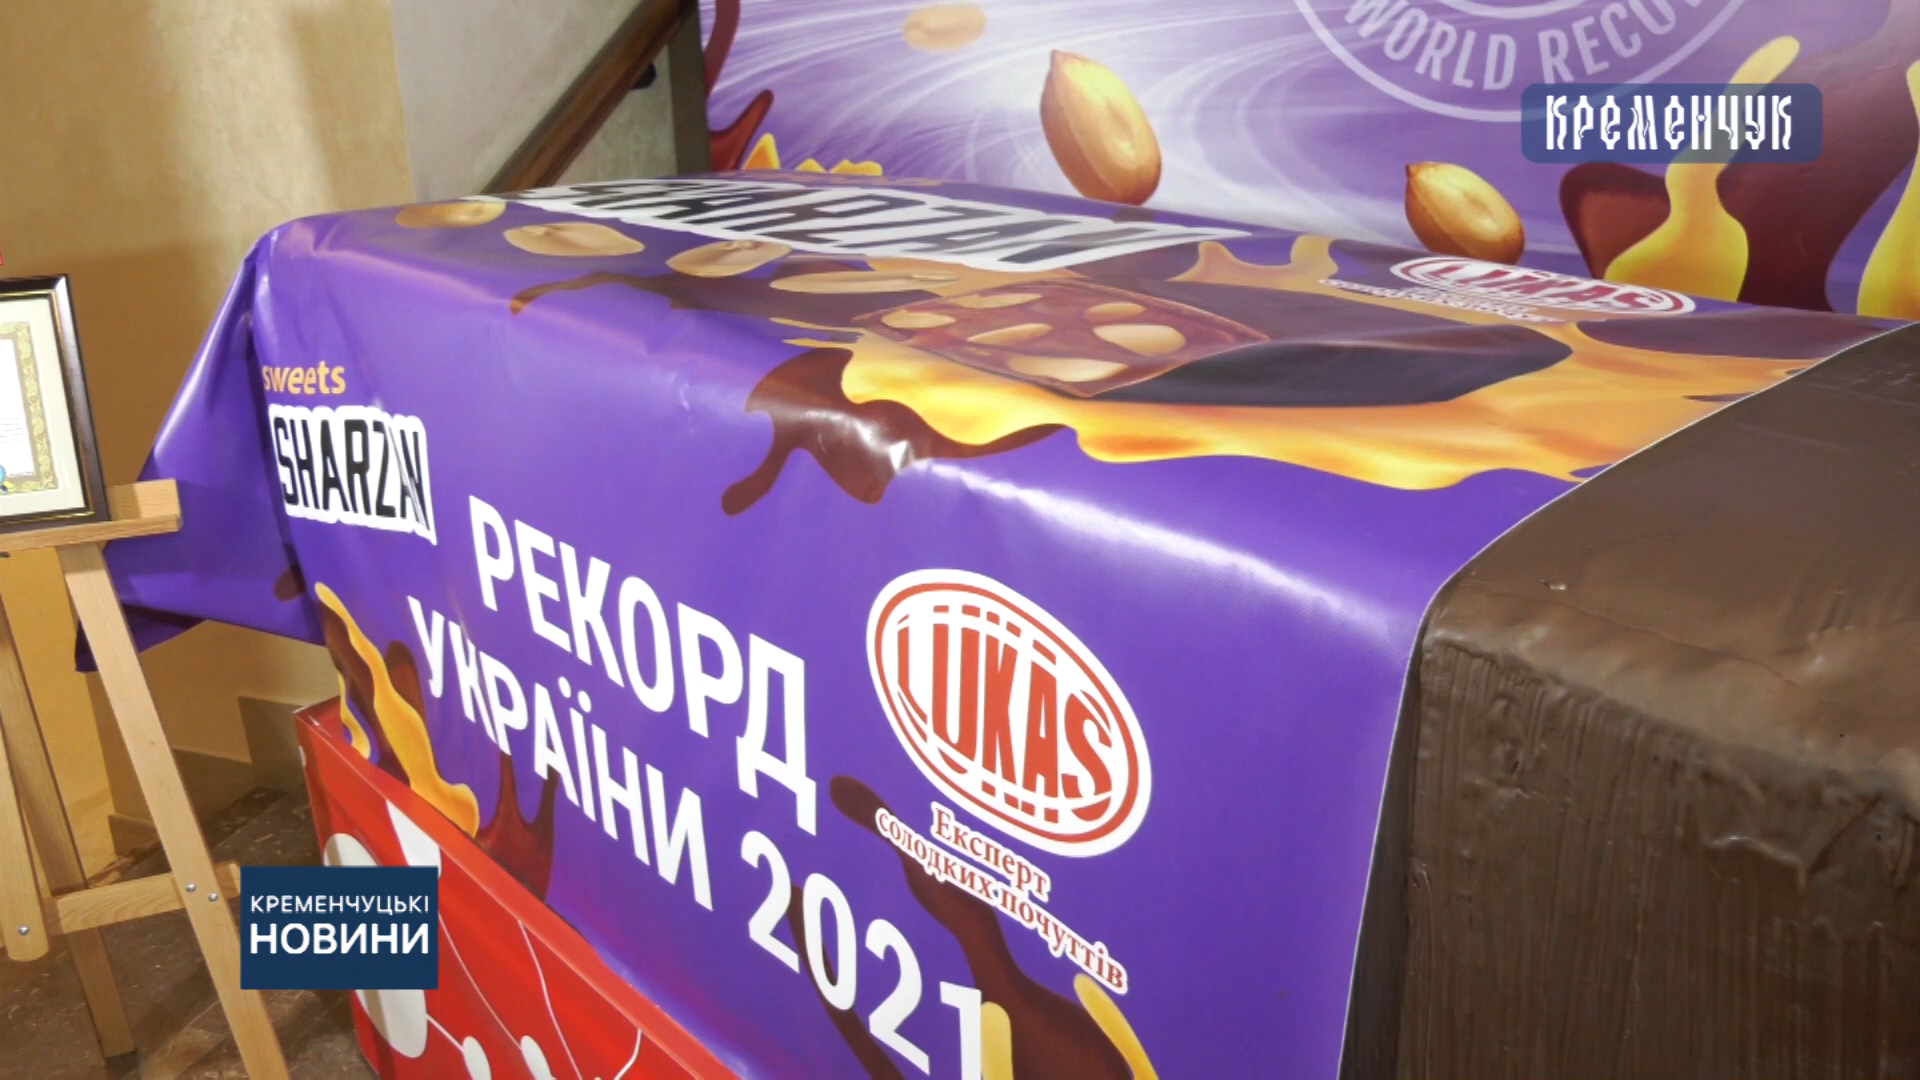 WORLD RECO
КРЕМЕНЧУК
SHARZAN
LUKAS
sweets
SHARZAN
РЕКОРД
УКРАЇНИ 2021
LUKAS
Експерт
солодких почуттів
КРЕМЕНЧУЦЬКІ
НОВИНИ